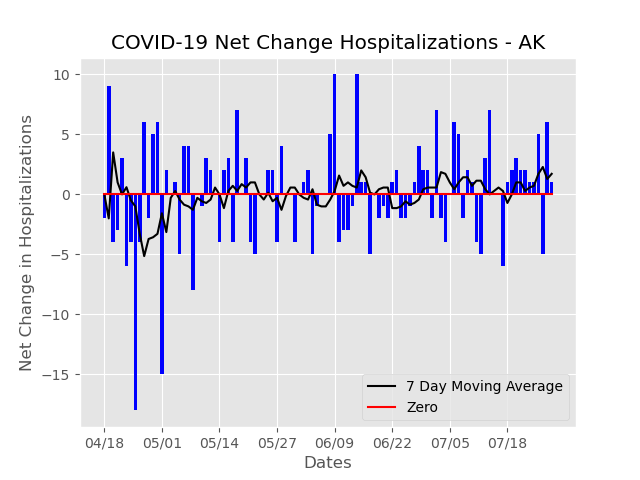 COVID-19 Net Change Hospitalizations - AK
Net Change in Hospitalizations
10
5
0
−5
−10
−15
04/18 05/01 05/14 05/27 06/09 06/22 07/05 07/18
Dates
7 Day Moving Average
Zero